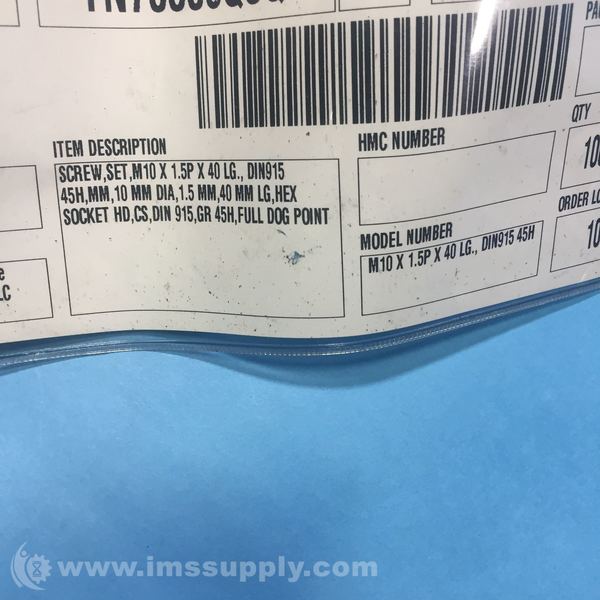 ITEM DESCRIPTION
SCREW,SET,M10 X 1.5P X 40 LG., DIN915
45H,MM,10 MM DIA,1.5 MM,40 MM LG,HEX
SOCKET HD,CS,DIN 915,GR 45H,FULL DOG POINT
HMC NUMBER
MODEL NUMBER
M10 X 1.5P X 40 LG., DIN915 45H
QTY
www.imssupply.com